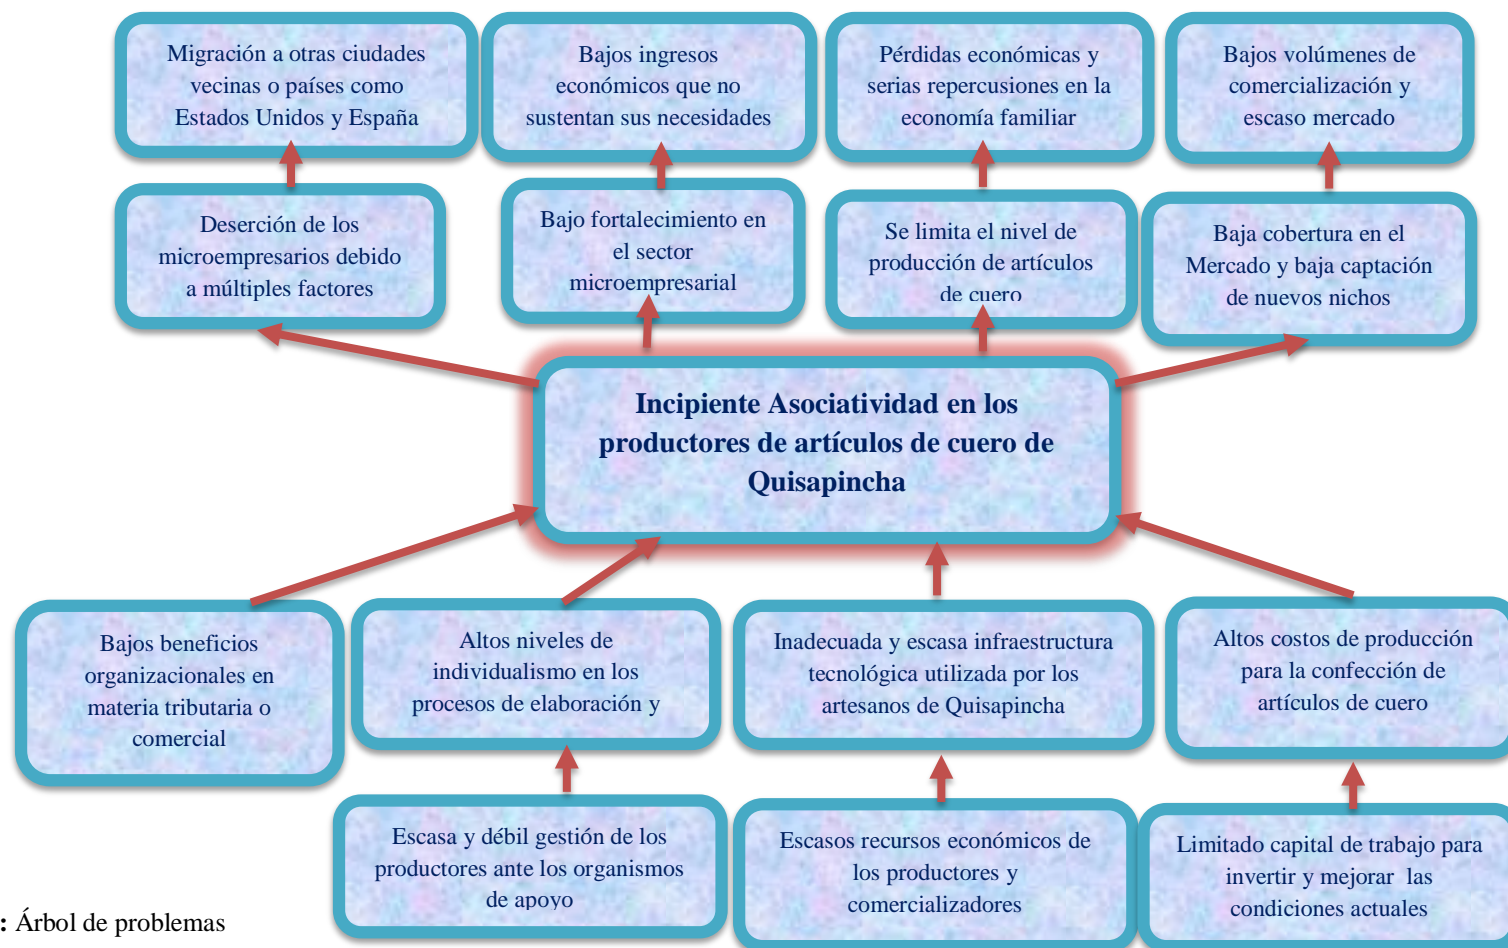 Migración a otras ciudades
vecinas o países como
Estados Unidos y España
Bajos ingresos
económicos que no
sustentan sus necesidades
Pérdidas económicas y
serias repercusiones en la
economía familiar
Bajos volúmenes de
comercialización y
escaso mercado
Deserción de los
microempresarios debido
a múltiples factores
Bajo fortalecimiento en
el sector
microempresarial
Se limita el nivel de
producción de artículos
de cuero
Baja cobertura en el
Mercado y baja captación
de nuevos nichos
Incipiente Asociatividad en los
productores de artículos de cuero de
Quisapincha
Bajos beneficios
organizacionales en
materia tributaria o
comercial
Altos niveles de
individualismo en los
procesos de elaboración y
Inadecuada y escasa infraestructura
tecnológica utilizada por los
artesanos de Quisapincha
Altos costos de producción
para la confección de
artículos de cuero
Escasa y débil gestión de los
productores ante los organismos
de apoyo
Escasos recursos económicos de
los productores y
comercializadores
Limitado capital de trabajo para
invertir y mejorar las
condiciones actuales
: Árbol de problemas